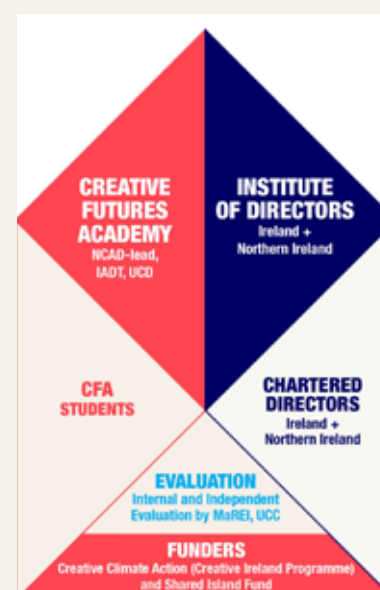 CREATIVE
FUTURES
ACADEMY
NCAD-lead,
IADT, UCD
INSTITUTE
OF DIRECTORS
Ireland +
Northern Ireland
CFA
STUDENTS
CHARTERED
DIRECTORS
Ireland +
Northern Ireland
EVALUATION
Internal and Independent
Evaluation by MaREI, UCC
FUNDERS
Creative Climate Action (Creative Ireland Programme)
and Shared Island Fund